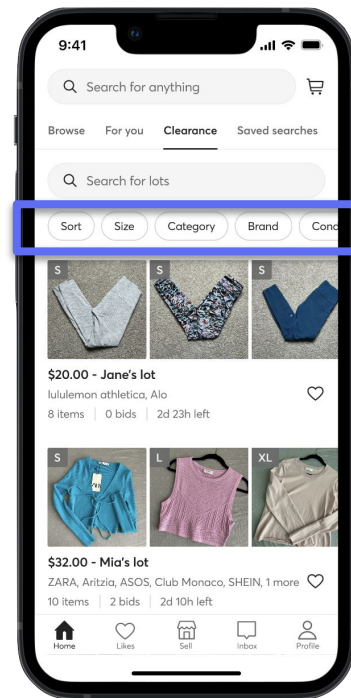 9:41
Search for anything
Browse For you Clearance Saved searches
Search for lots
Sort Size Category Brand Cond
S S S
$20.00 - Jane's lot
lululemon athletica, Alo
8 items | 0 bids | 2d 23h left
S L XL
$32.00 - Mia's lot
ZARA, Aritzia, ASOS, Club Monaco, SHEIN, 1 more
10 items | 2 bids | 2d 10h left
Home Likes Sell Inbox Profile